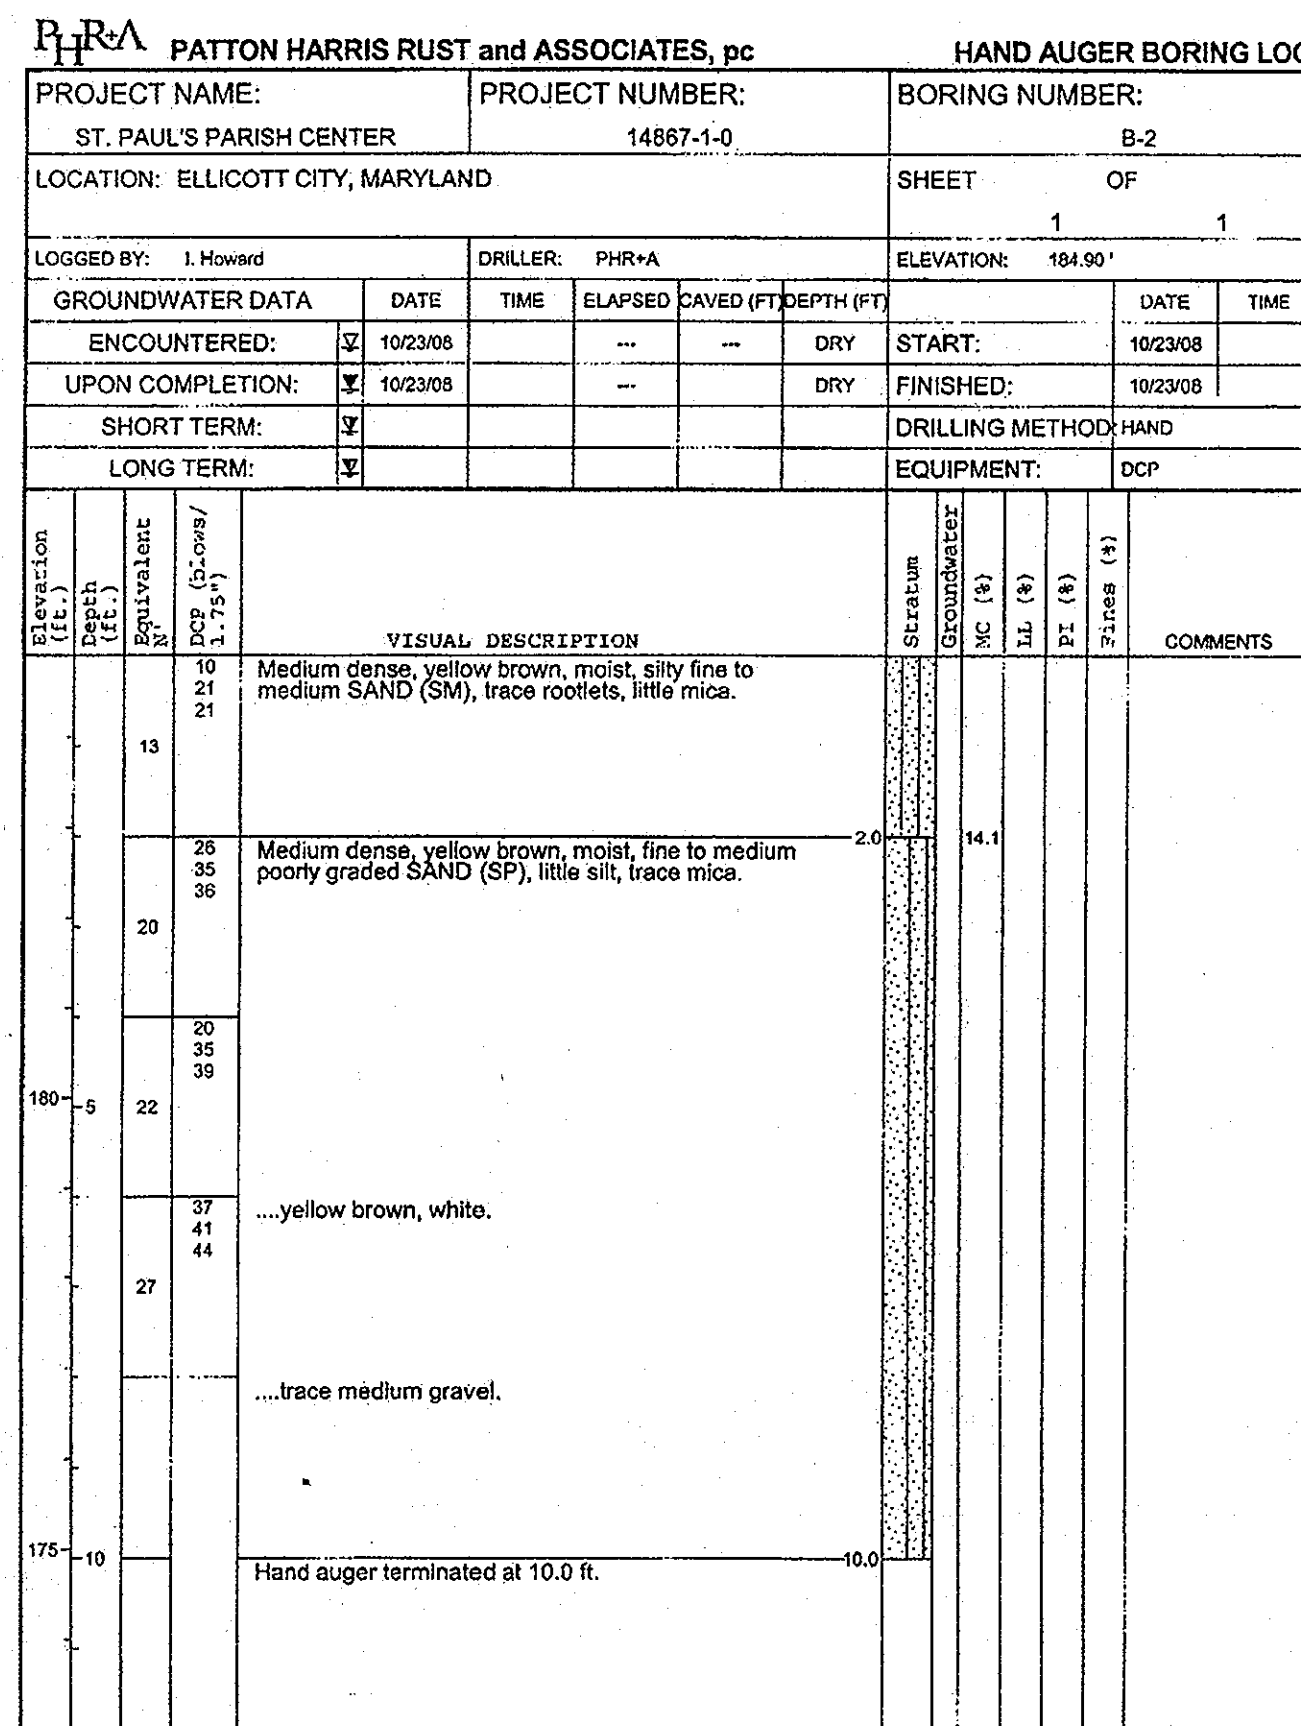 PHR+A PATTON HARRIS RUST and ASSOCIATES, pc HAND AUGER BORING LOG
PROJECT NAME: PROJECT NUMBER: BORING NUMBER:
ST. PAUL'S PARISH CENTER 14867-1-0 B-2
LOCATION: ELLICOTT CITY, MARYLAND SHEET OF
1 1
LOGGED BY: I. Howard DRILLER: PHR+A ELEVATION: 184.90 '
GROUNDWATER DATA DATE TIME ELAPSED CAVED (FT) DEPTH (FT) DATE TIME
ENCOUNTERED: 10/23/08 --- --- DRY START: 10/23/08
UPON COMPLETION: 10/23/08 --- DRY FINISHED: 10/23/08
SHORT TERM: DRILLING METHOD: HAND
LONG TERM: EQUIPMENT: DCP
Elevation (ft.) Depth (ft.) Equivalent N' DCP (blows/ 1.75") VISUAL DESCRIPTION Stratum Groundwater MC (%) LL (%) PI (%) Fines (%) COMMENTS
10 Medium dense, yellow brown, moist, silty fine to
21 medium SAND (SM), trace rootlets, little mica.
21
13
2.0 14.1
26 Medium dense, yellow brown, moist, fine to medium
35 poorly graded SAND (SP), little silt, trace mica.
36
20
20
35
39
180 5 22
37 ....yellow brown, white.
41
44
27
....trace medium gravel.
175 10 10.0
Hand auger terminated at 10.0 ft.